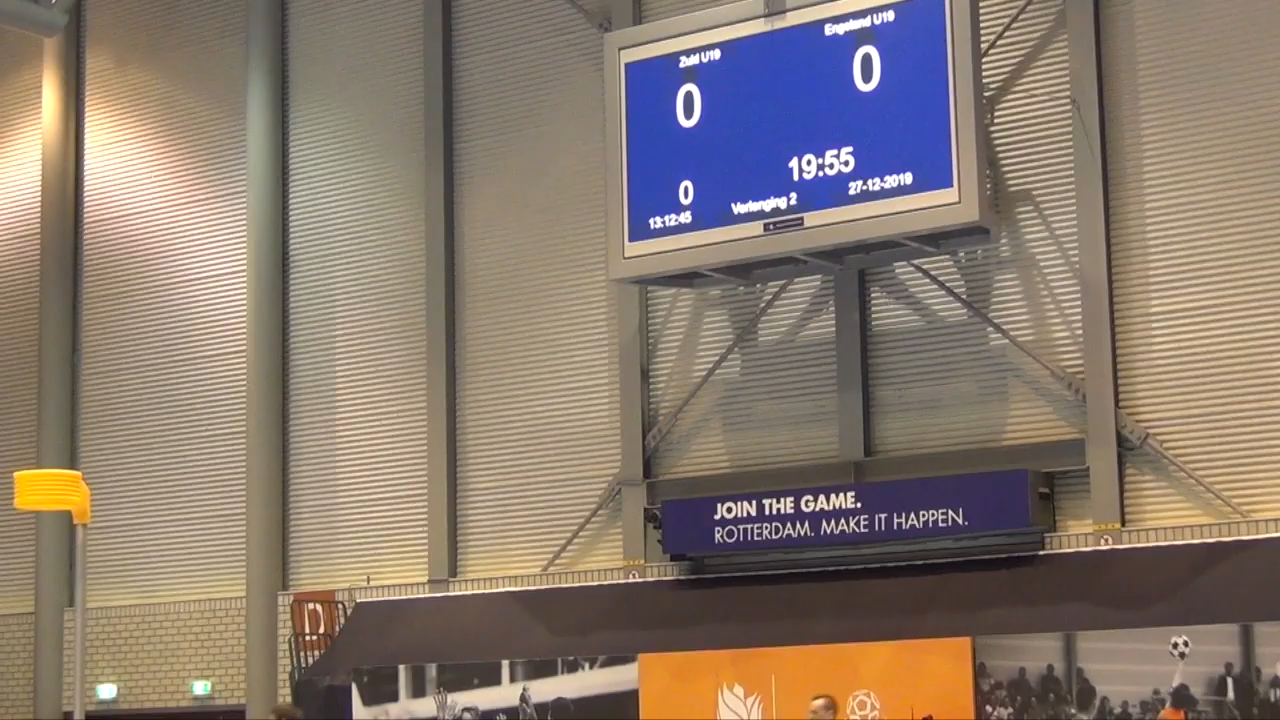 Zuid U19
Engeland U19
0
0
19:55
0
13:12:45
Verlenging 2
27-12-2019
JOIN THE GAME.
ROTTERDAM. MAKE IT HAPPEN.
D